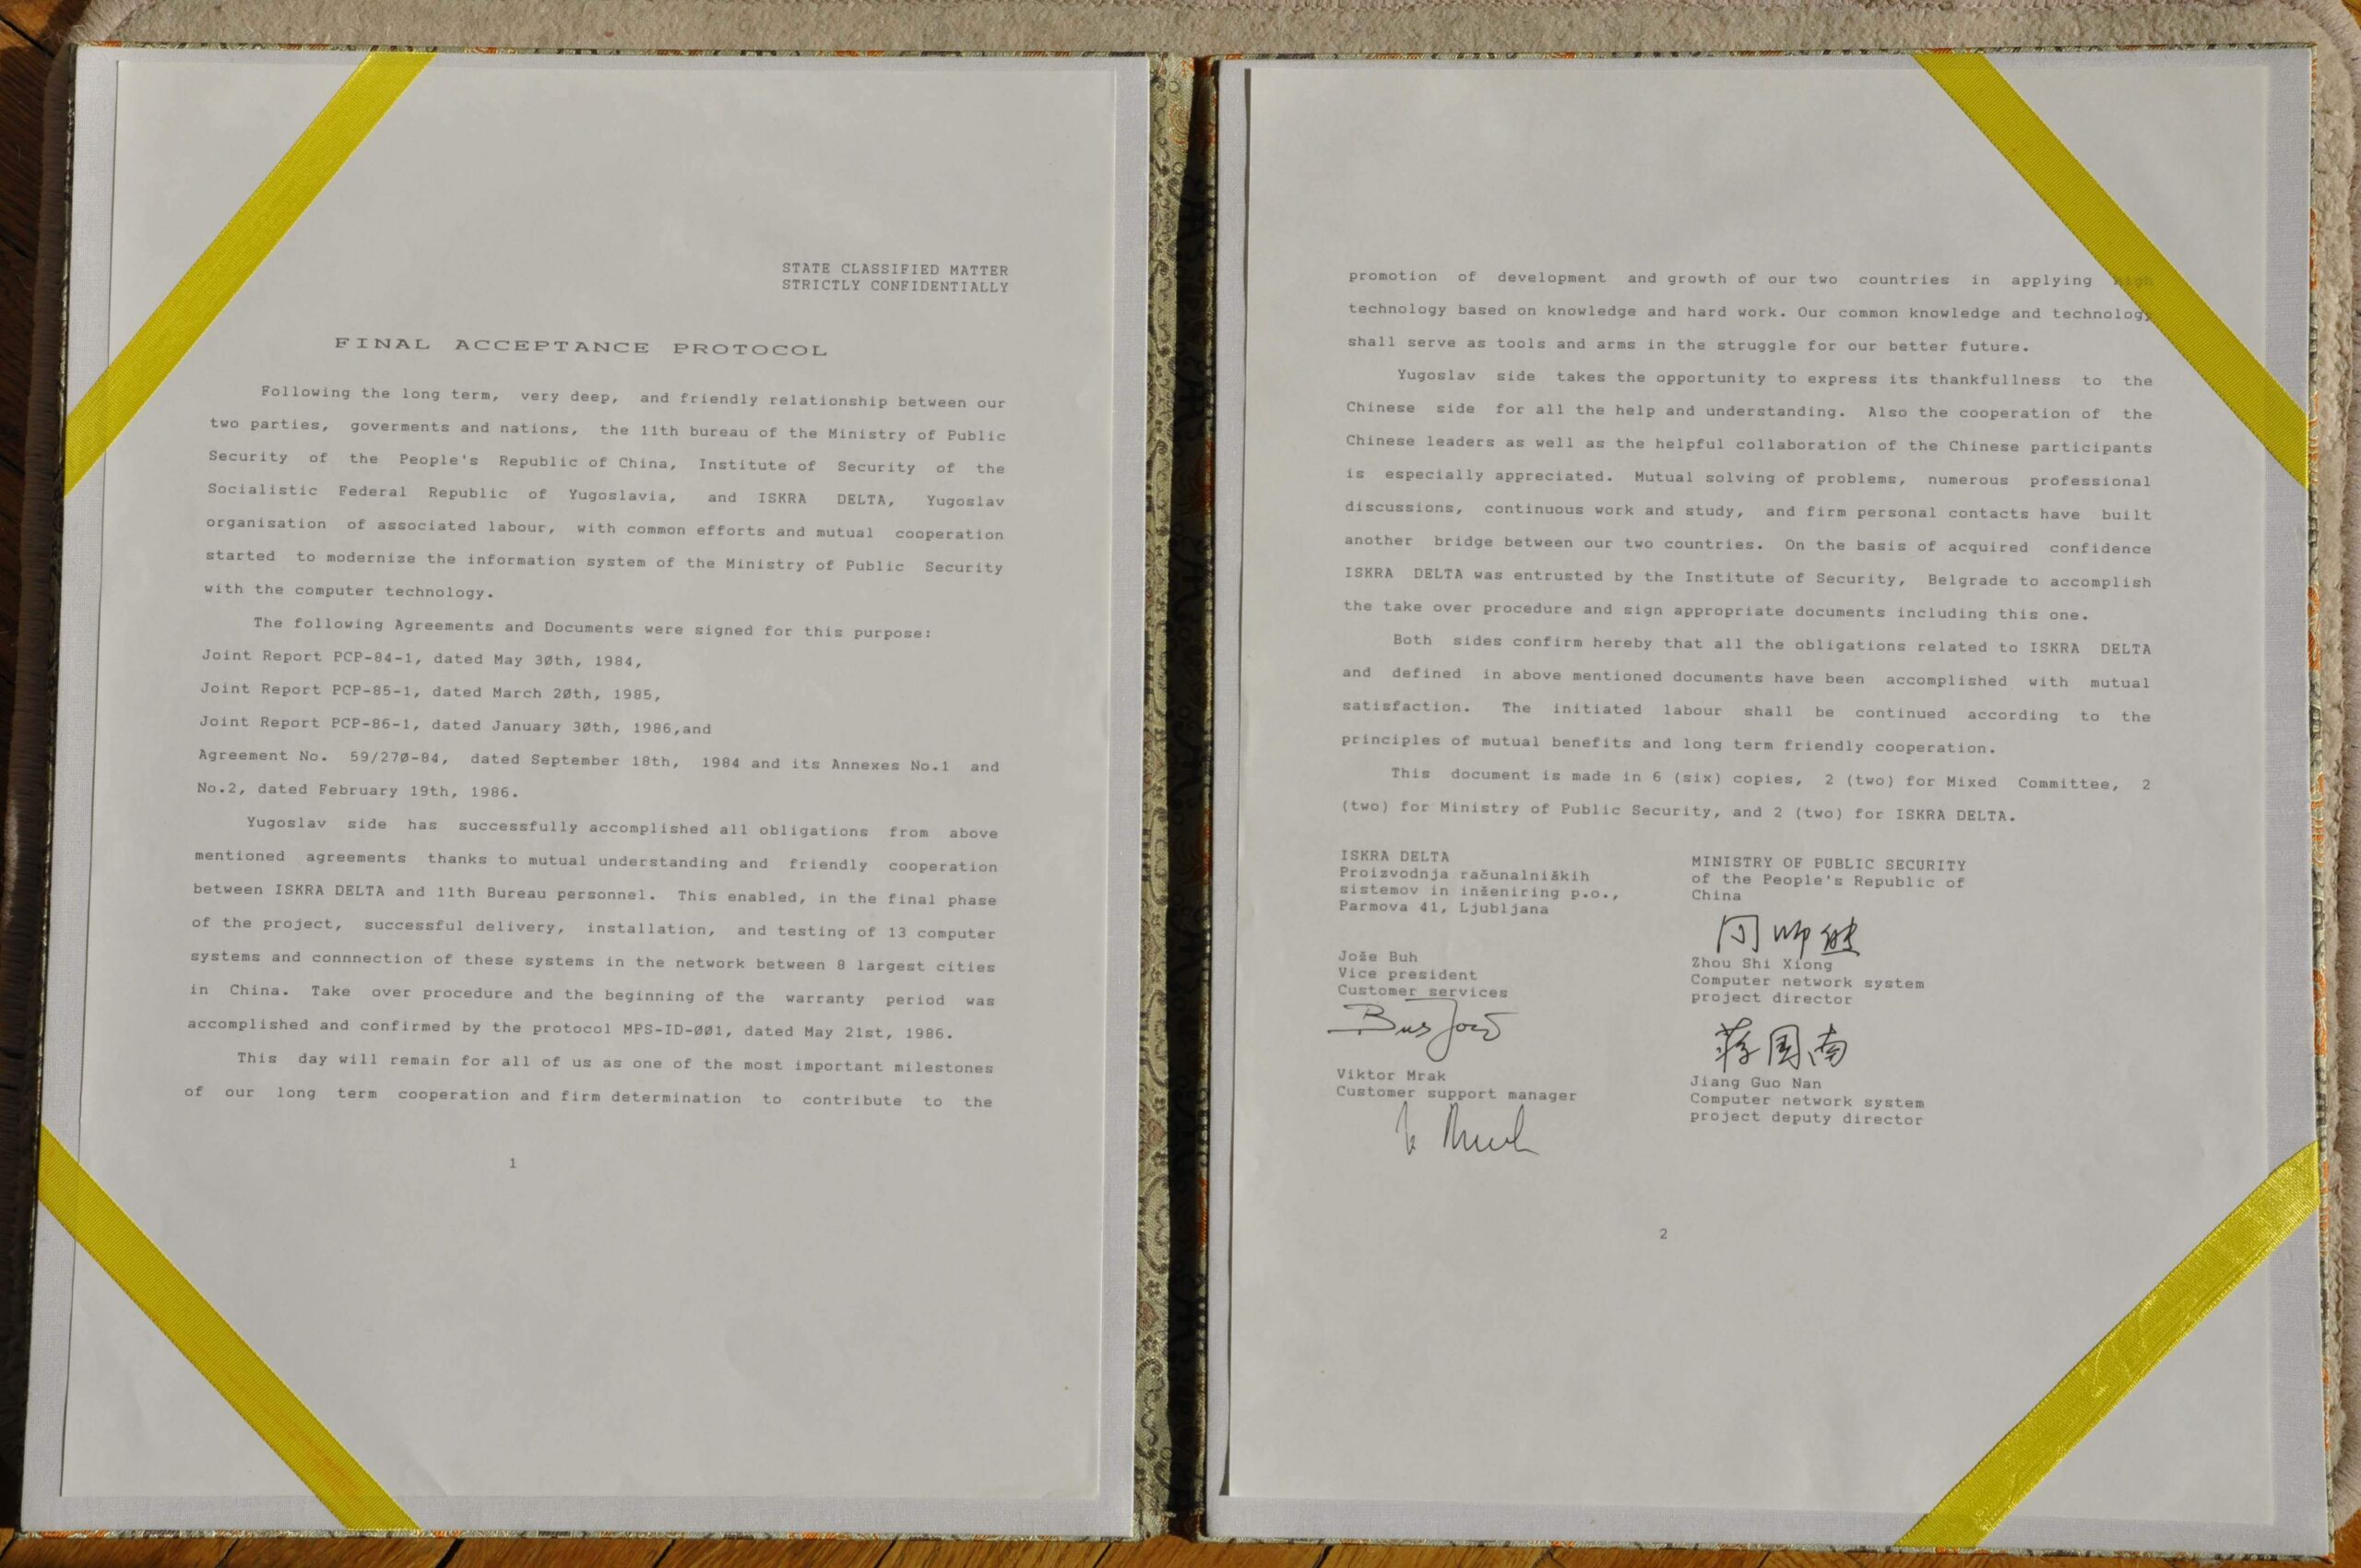 STATE CLASSIFIED MATTER
STRICTLY CONFIDENTIALLY
FINAL ACCEPTANCE PROTOCOL
Following the long term, very deep, and friendly relationship between our
two parties, goverments and nations, the 11th bureau of the Ministry of Public
Security of the People's Republic of China, Institute of Security of the
Socialistic Federal Republic of Yugoslavia, and ISKRA DELTA, Yugoslav
organisation of associated labour, with common efforts and mutual cooperation
started to modernize the information system of the Ministry of Public Security
with the computer technology.
The following Agreements and Documents were signed for this purpose:
Joint Report PCP-84-1, dated May 30th, 1984,
Joint Report PCP-85-1, dated March 20th, 1985,
Joint Report PCP-86-1, dated January 30th, 1986,and
Agreement No. 59/270-84, dated September 18th, 1984 and its Annexes No.1 and
No.2, dated February 19th, 1986.
Yugoslav side has successfully accomplished all obligations from above
mentioned agreements thanks to mutual understanding and friendly cooperation
between ISKRA DELTA and 11th Bureau personnel. This enabled, in the final phase
of the project, successful delivery, installation, and testing of 13 computer
systems and connnection of these systems in the network between 8 largest cities
in China. Take over procedure and the beginning of the warranty period was
accomplished and confirmed by the protocol MPS-ID-001, dated May 21st, 1986.
This day will remain for all of us as one of the most important milestones
of our long term cooperation and firm determination to contribute to the
1
promotion of development and growth of our two countries in applying high
technology based on knowledge and hard work. Our common knowledge and technology
shall serve as tools and arms in the struggle for our better future.
Yugoslav side takes the opportunity to express its thankfullness to the
Chinese side for all the help and understanding. Also the cooperation of the
Chinese leaders as well as the helpful collaboration of the Chinese participants
is especially appreciated. Mutual solving of problems, numerous professional
discussions, continuous work and study, and firm personal contacts have built
another bridge between our two countries. On the basis of acquired confidence
ISKRA DELTA was entrusted by the Institute of Security, Belgrade to accomplish
the take over procedure and sign appropriate documents including this one.
Both sides confirm hereby that all the obligations related to ISKRA DELTA
and defined in above mentioned documents have been accomplished with mutual
satisfaction. The initiated labour shall be continued according to the
principles of mutual benefits and long term friendly cooperation.
This document is made in 6 (six) copies, 2 (two) for Mixed Committee, 2
(two) for Ministry of Public Security, and 2 (two) for ISKRA DELTA.
ISKRA DELTA
Proizvodnja računalniških
sistemov in inženiring p.o.,
Parmova 41, Ljubljana
Jože Buh
Vice president
Customer services
Viktor Mrak
Customer support manager
MINISTRY OF PUBLIC SECURITY
of the People's Republic of
China
周师雄
Zhou Shi Xiong
Computer network system
project director
蒋国南
Jiang Guo Nan
Computer network system
project deputy director
2